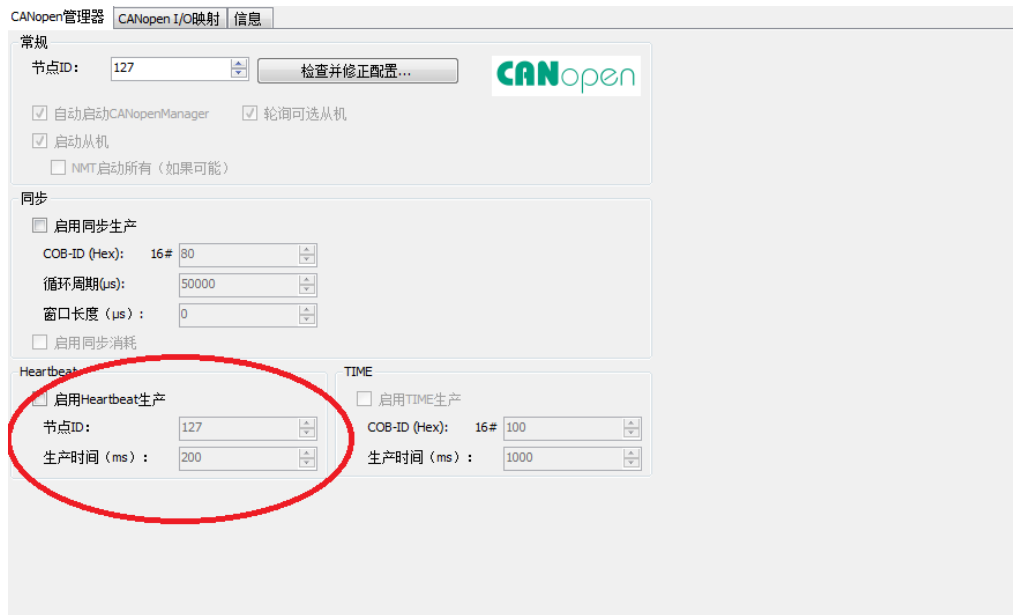 CANopen管理器 CANopen I/O映射 信息
常规
节点ID: 127 检查并修正配置... CANopen
自动启动CANopenManager 轮询可选从机
启动从机
NMT启动所有（如果可能）
同步
启用同步生产
COB-ID (Hex): 16# 80
循环周期(µs): 50000
窗口长度（µs）: 0
启用同步消耗
Heartbeat
启用Heartbeat生产
节点ID: 127
生产时间（ms）: 200
TIME
启用TIME生产
COB-ID (Hex): 16# 100
生产时间（ms）: 1000